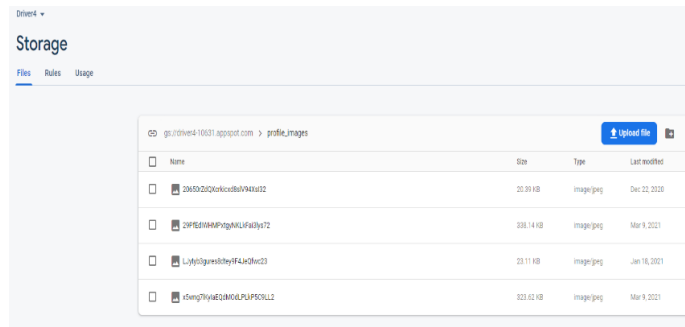 Driver4
Storage
Files Rules Usage
gs://driver4-10631.appspot.com > profile_images
Upload file
Name Size Type Last modified
20.39 KB image/jpeg Dec 22, 2020
338.14 KB image/jpeg Mar 9, 2021
23.11 KB image/jpeg Jan 18, 2021
323.62 KB image/jpeg Mar 9, 2021